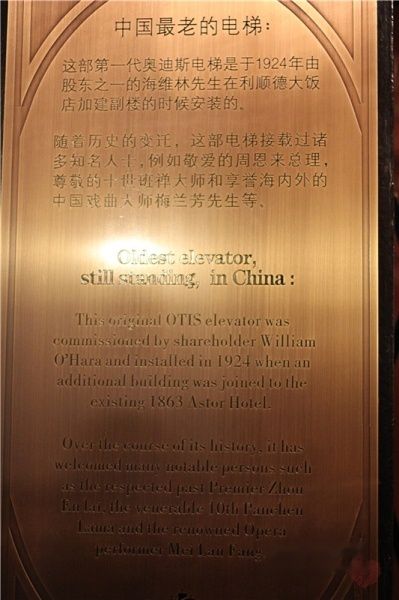 中国最老的电梯:
这部第一代奥迪斯电梯是于1924年由
股东之一的海维林先生在利顺德大饭
店加建副楼的时候安装的。
随着历史的变迁，这部电梯接载过诸
多知名人士,例如敬爱的周恩来总理,
尊敬的十世班禅大师和享誉海内外的
中国戏曲大师梅兰芳先生等。
Oldest elevator,
still standing, in China :
This original OTIS elevator was
commissioned by shareholder William
O'Hara and installed in 1924 when an
additional building was joined to the
existing 1863 Astor Hotel.
Over the course of its history, it has
welcomed many notable persons such
as the respected past Premier Zhou
En lai, the venerable 10th Panchen
Lama and the renowned Opera
performer Mei Lan Fang.